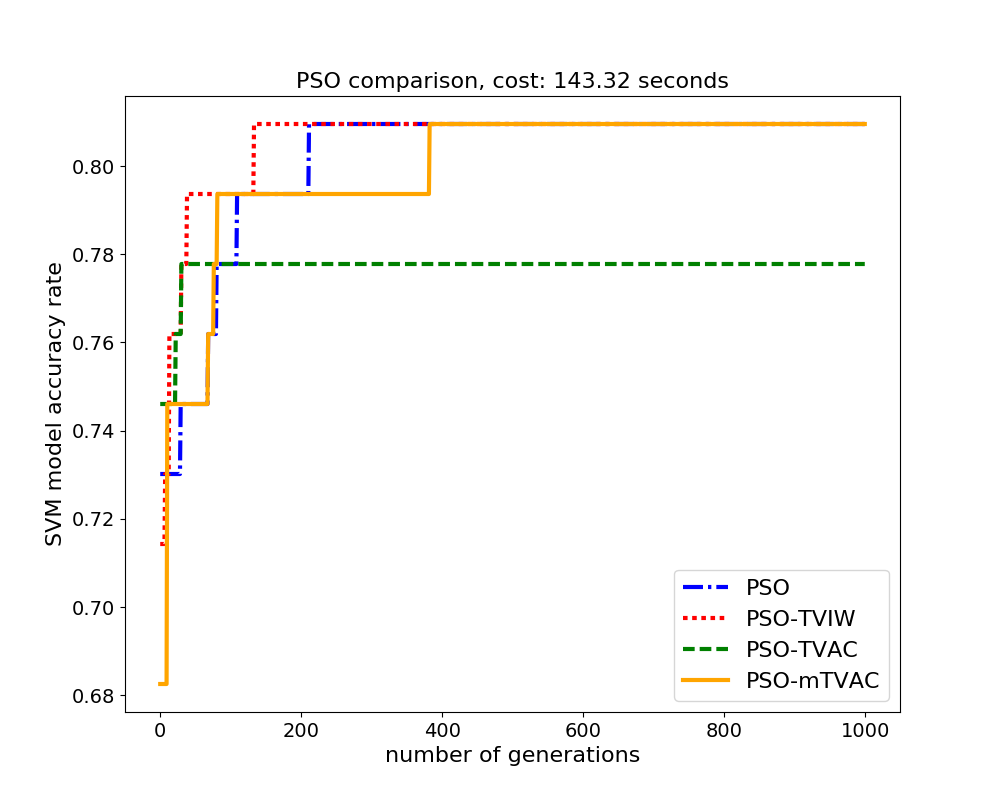 PSO comparison, cost: 143.32 seconds
SVM model accuracy rate
0.80
0.78
0.76
0.74
0.72
0.70
0.68
0 200 400 600 800 1000
number of generations
PSO
PSO-TVIW
PSO-TVAC
PSO-mTVAC